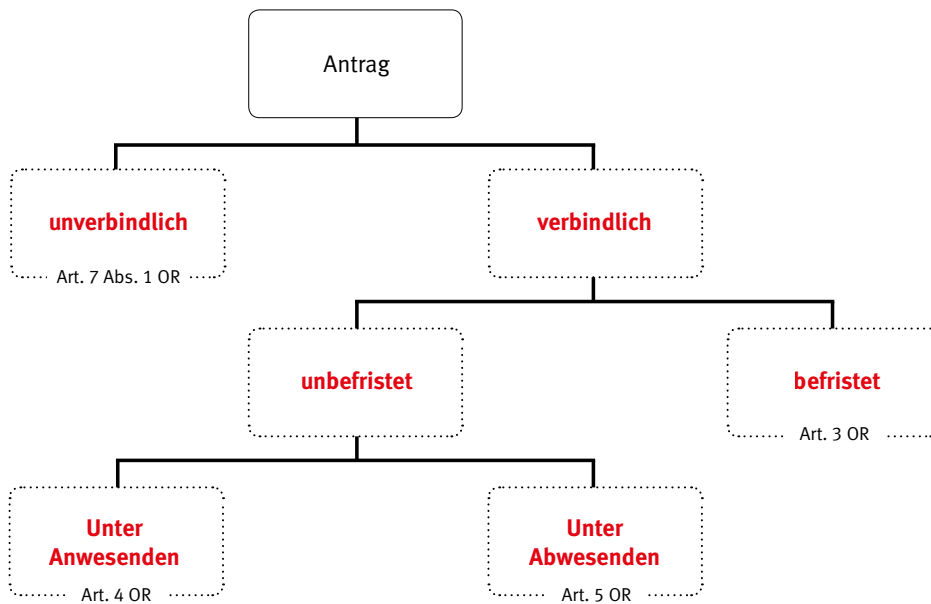 Antrag
unverbindlich
Art. 7 Abs. 1 OR
verbindlich
unbefristet
befristet
Art. 3 OR
Unter
Anwesenden
Art. 4 OR
Unter
Abwesenden
Art. 5 OR